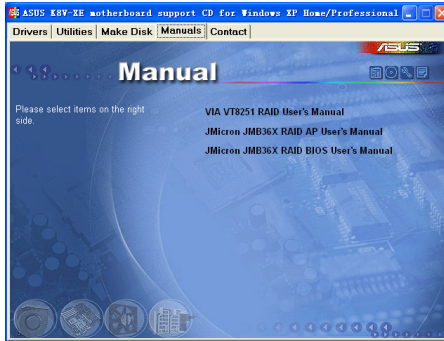 ASUS K8V-XE motherboard support CD for Windows XP Home/Professional
Drivers Utilities Make Disk Manuals Contact
ASUS
Manual
Please select items on the right side.
VIA VT8251 RAID User's Manual
JMicron JMB36X RAID AP User's Manual
JMicron JMB36X RAID BIOS User's Manual
ASUS